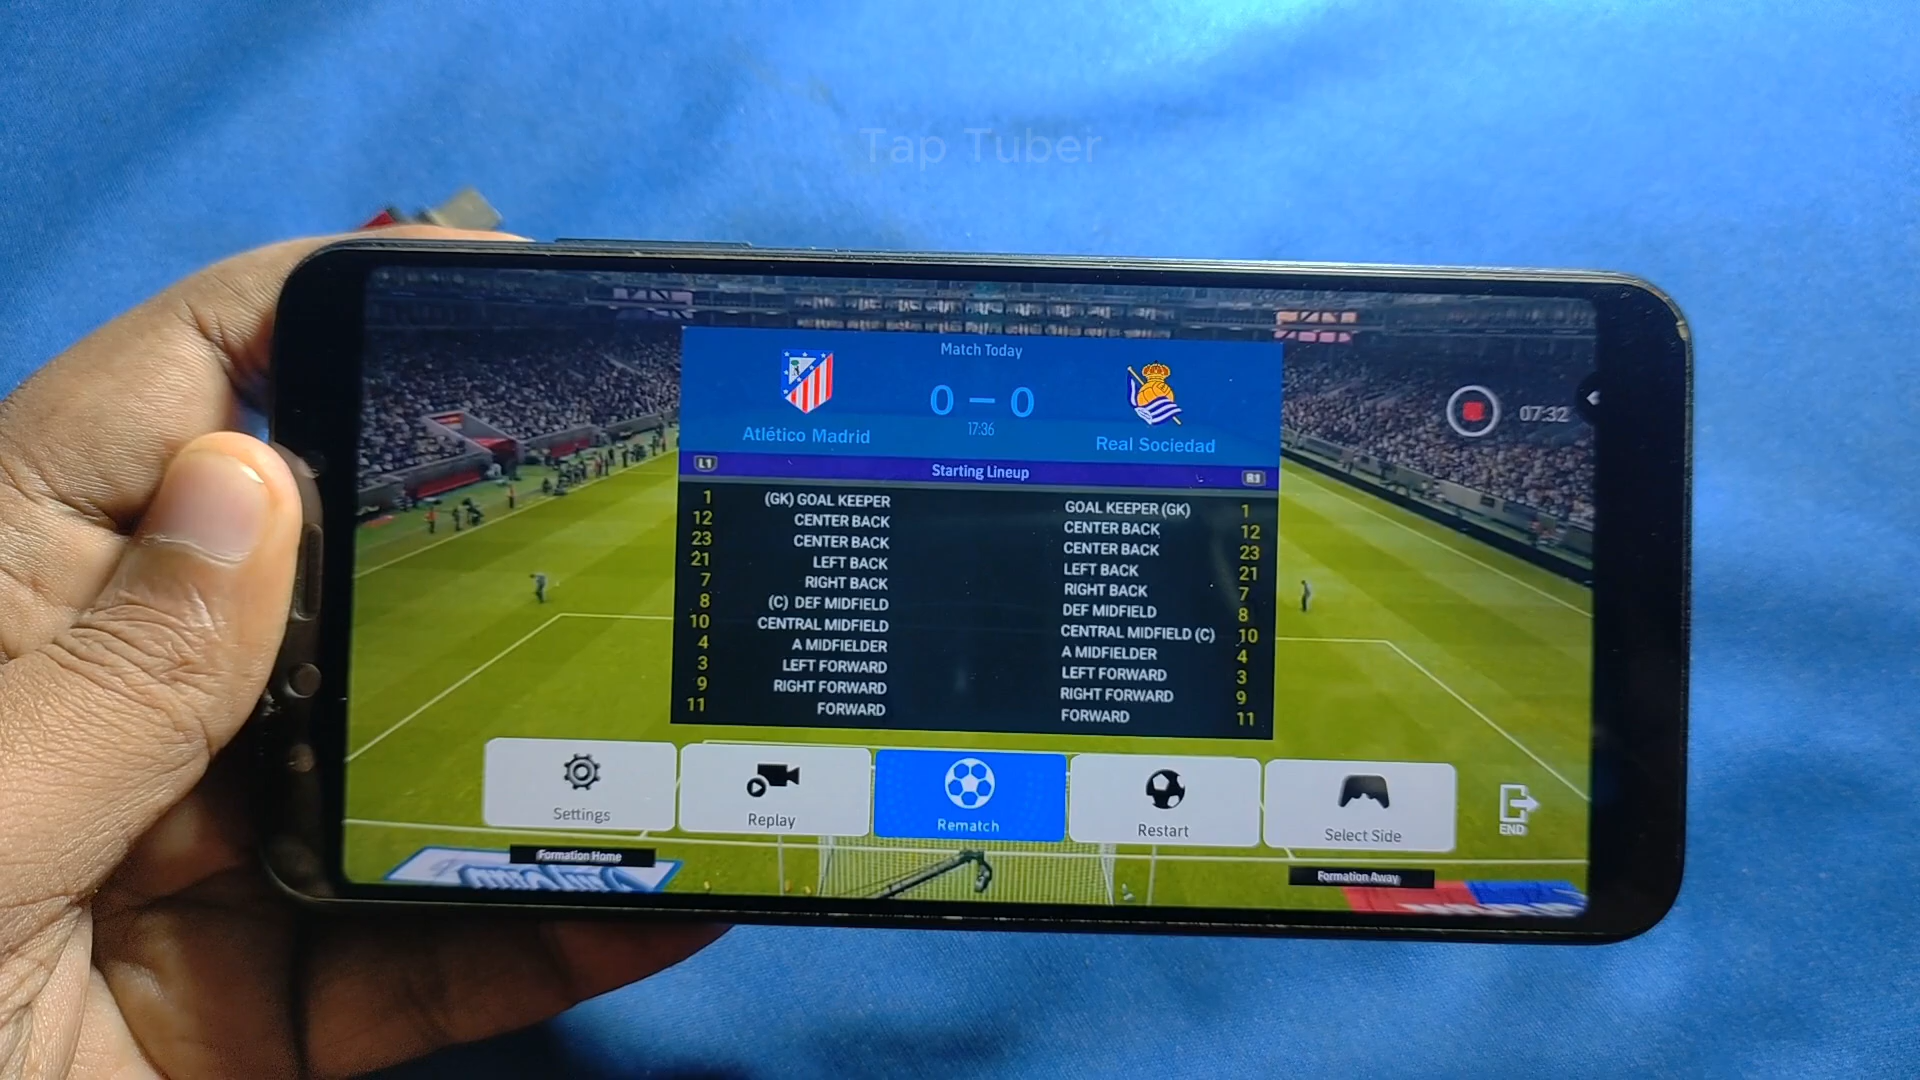 Tap Tuber
Match Today
0 – 0
17:36
Atlético Madrid
Real Sociedad
07:32
L1
Starting Lineup
R1
1 (GK) GOAL KEEPER GOAL KEEPER (GK) 1
12 CENTER BACK CENTER BACK 12
23 CENTER BACK CENTER BACK 23
21 LEFT BACK LEFT BACK 21
7 RIGHT BACK RIGHT BACK 7
8 (C) DEF MIDFIELD DEF MIDFIELD 8
10 CENTRAL MIDFIELD CENTRAL MIDFIELD (C) 10
4 A MIDFIELDER A MIDFIELDER 4
3 LEFT FORWARD LEFT FORWARD 3
9 RIGHT FORWARD RIGHT FORWARD 9
11 FORWARD FORWARD 11
Settings
Replay
Rematch
Restart
Select Side
END
Formation Home
Formation Away